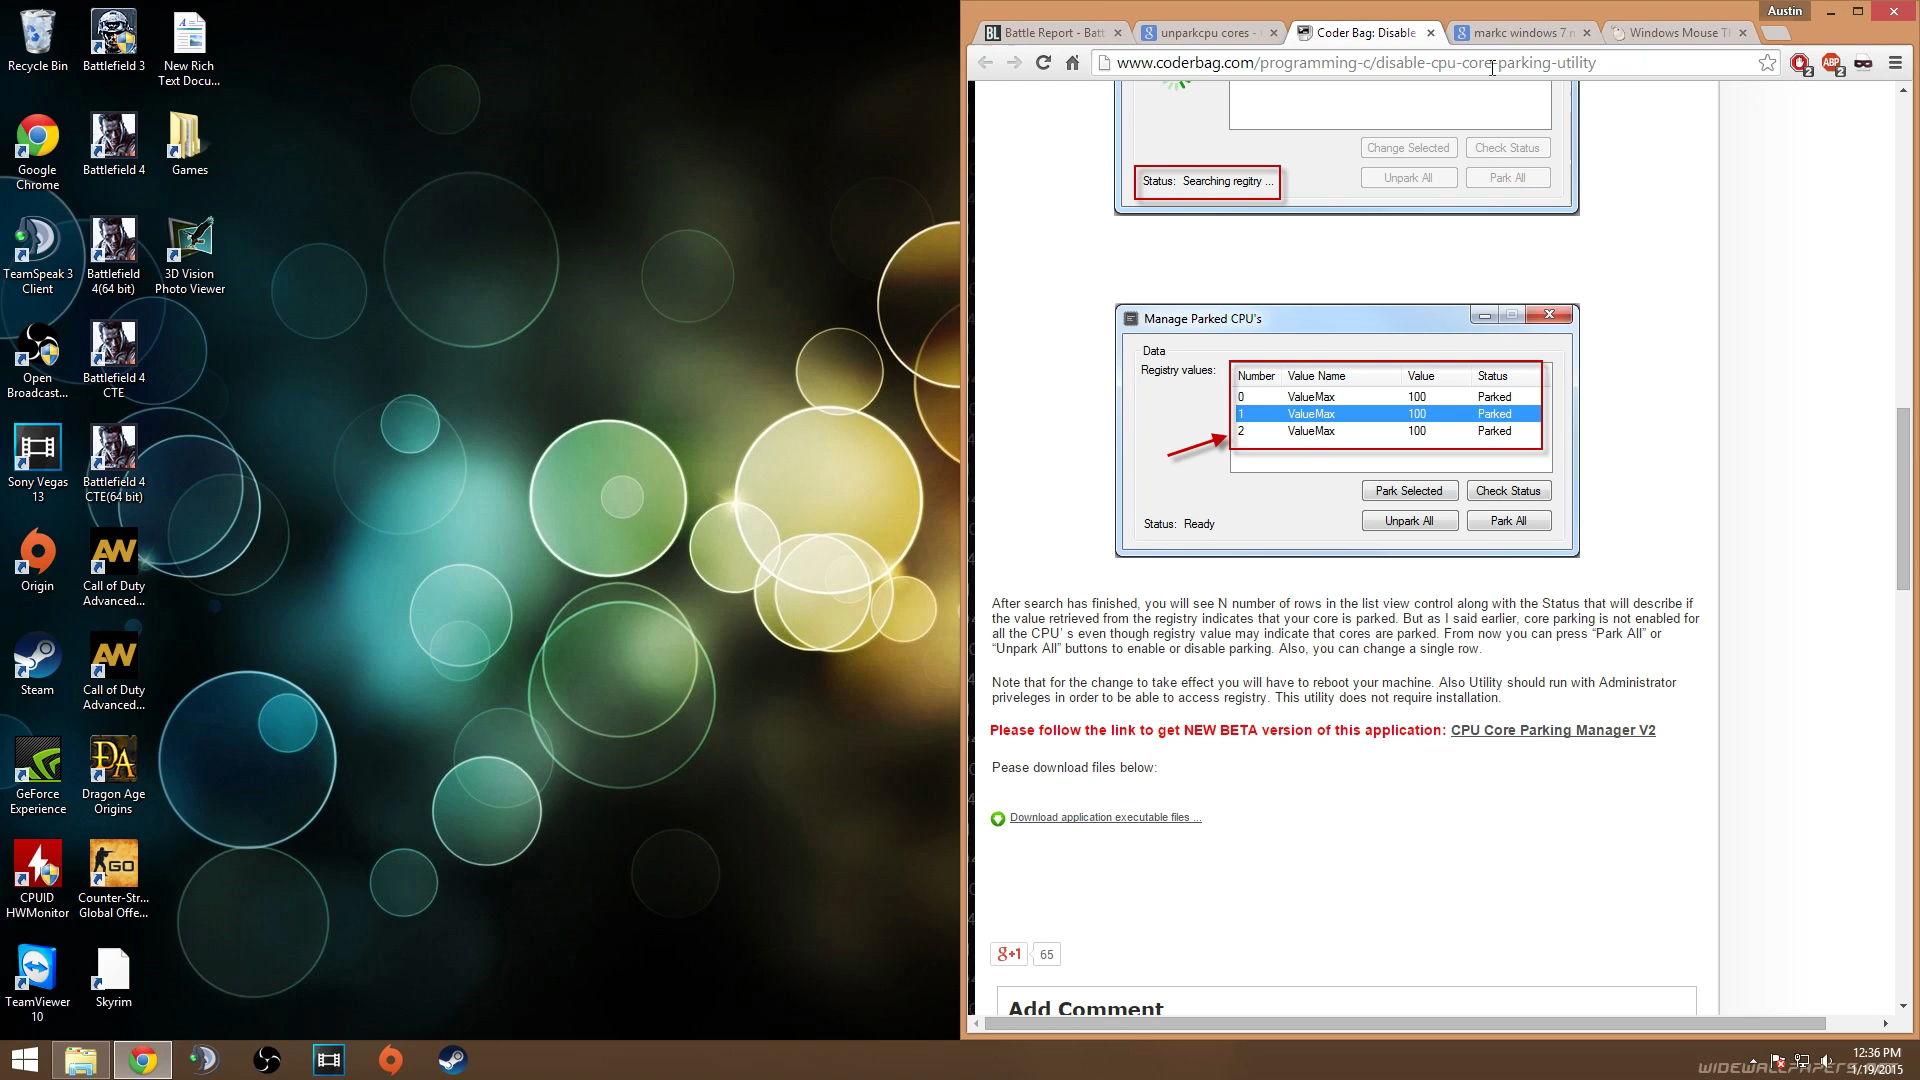 Recycle Bin
Battlefield 3
New Rich
Text Docu...
Google
Chrome
Battlefield 4
Games
TeamSpeak 3
Client
Battlefield
4(64 bit)
3D Vision
Photo Viewer
Open
Broadcast...
Battlefield 4
CTE
Sony Vegas
13
Battlefield 4
CTE(64 bit)
Origin
AW
Call of Duty
Advanced...
Steam
AW
Call of Duty
Advanced...
GeForce
Experience
DA
Dragon Age
Origins
CPUID
HWMonitor
GO
Counter-Str...
Global Offe...
TeamViewer
10
Skyrim
Austin
BL Battle Report - Batt
unparkcpu cores -
Coder Bag: Disable
markc windows 7 m
Windows Mouse Th
www.coderbag.com/programming-c/disable-cpu-core-parking-utility
2
ABP
2
Change Selected
Check Status
Unpark All
Park All
Status: Searching regitry ...
Manage Parked CPU's
Data
Registry values:
Number Value Name Value Status
0 ValueMax 100 Parked
1 ValueMax 100 Parked
2 ValueMax 100 Parked
Park Selected
Check Status
Unpark All
Park All
Status: Ready
After search has finished, you will see N number of rows in the list view control along with the Status that will describe if
the value retrieved from the registry indicates that your core is parked. But as I said earlier, core parking is not enabled for
all the CPU' s even though registry value may indicate that cores are parked. From now you can press “Park All” or
“Unpark All” buttons to enable or disable parking. Also, you can change a single row.
Note that for the change to take effect you will have to reboot your machine. Also Utility should run with Administrator
priveleges in order to be able to access registry. This utility does not require installation.
Please follow the link to get NEW BETA version of this application: CPU Core Parking Manager V2
Pease download files below:
Download application executable files ...
g+1
65
Add Comment
12:36 PM
1/19/2015